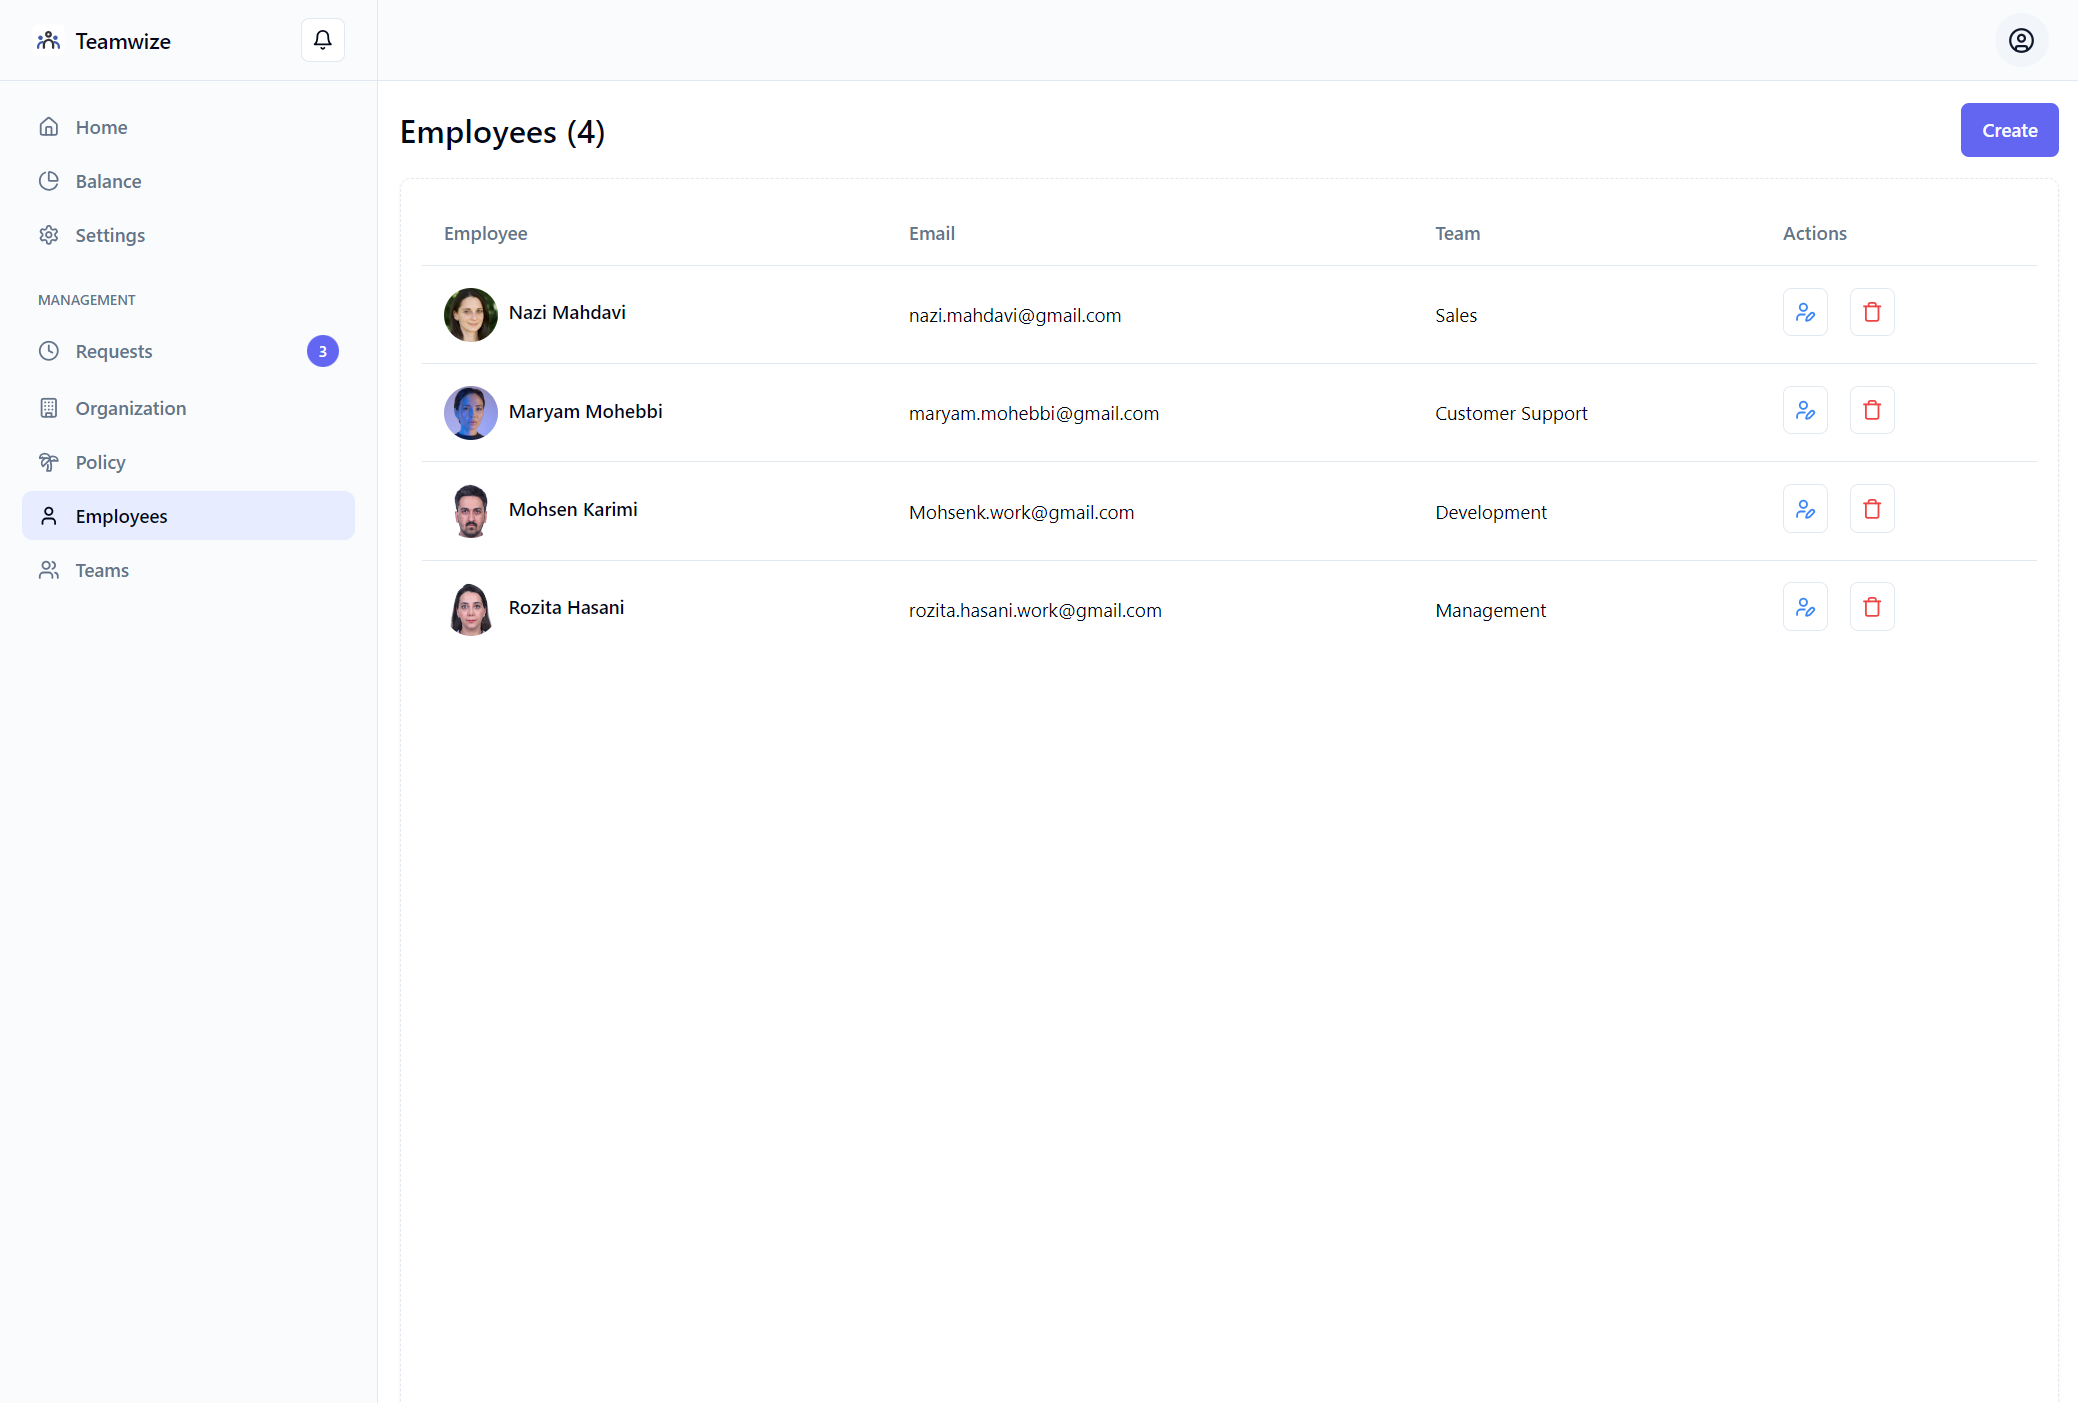 Teamwize
Home
Balance
Settings
MANAGEMENT
Requests 3
Organization
Policy
Employees
Teams
Employees (4)
Create
Employee Email Team Actions
Nazi Mahdavi nazi.mahdavi@gmail.com Sales
Maryam Mohebbi maryam.mohebbi@gmail.com Customer Support
Mohsen Karimi Mohsenk.work@gmail.com Development
Rozita Hasani rozita.hasani.work@gmail.com Management